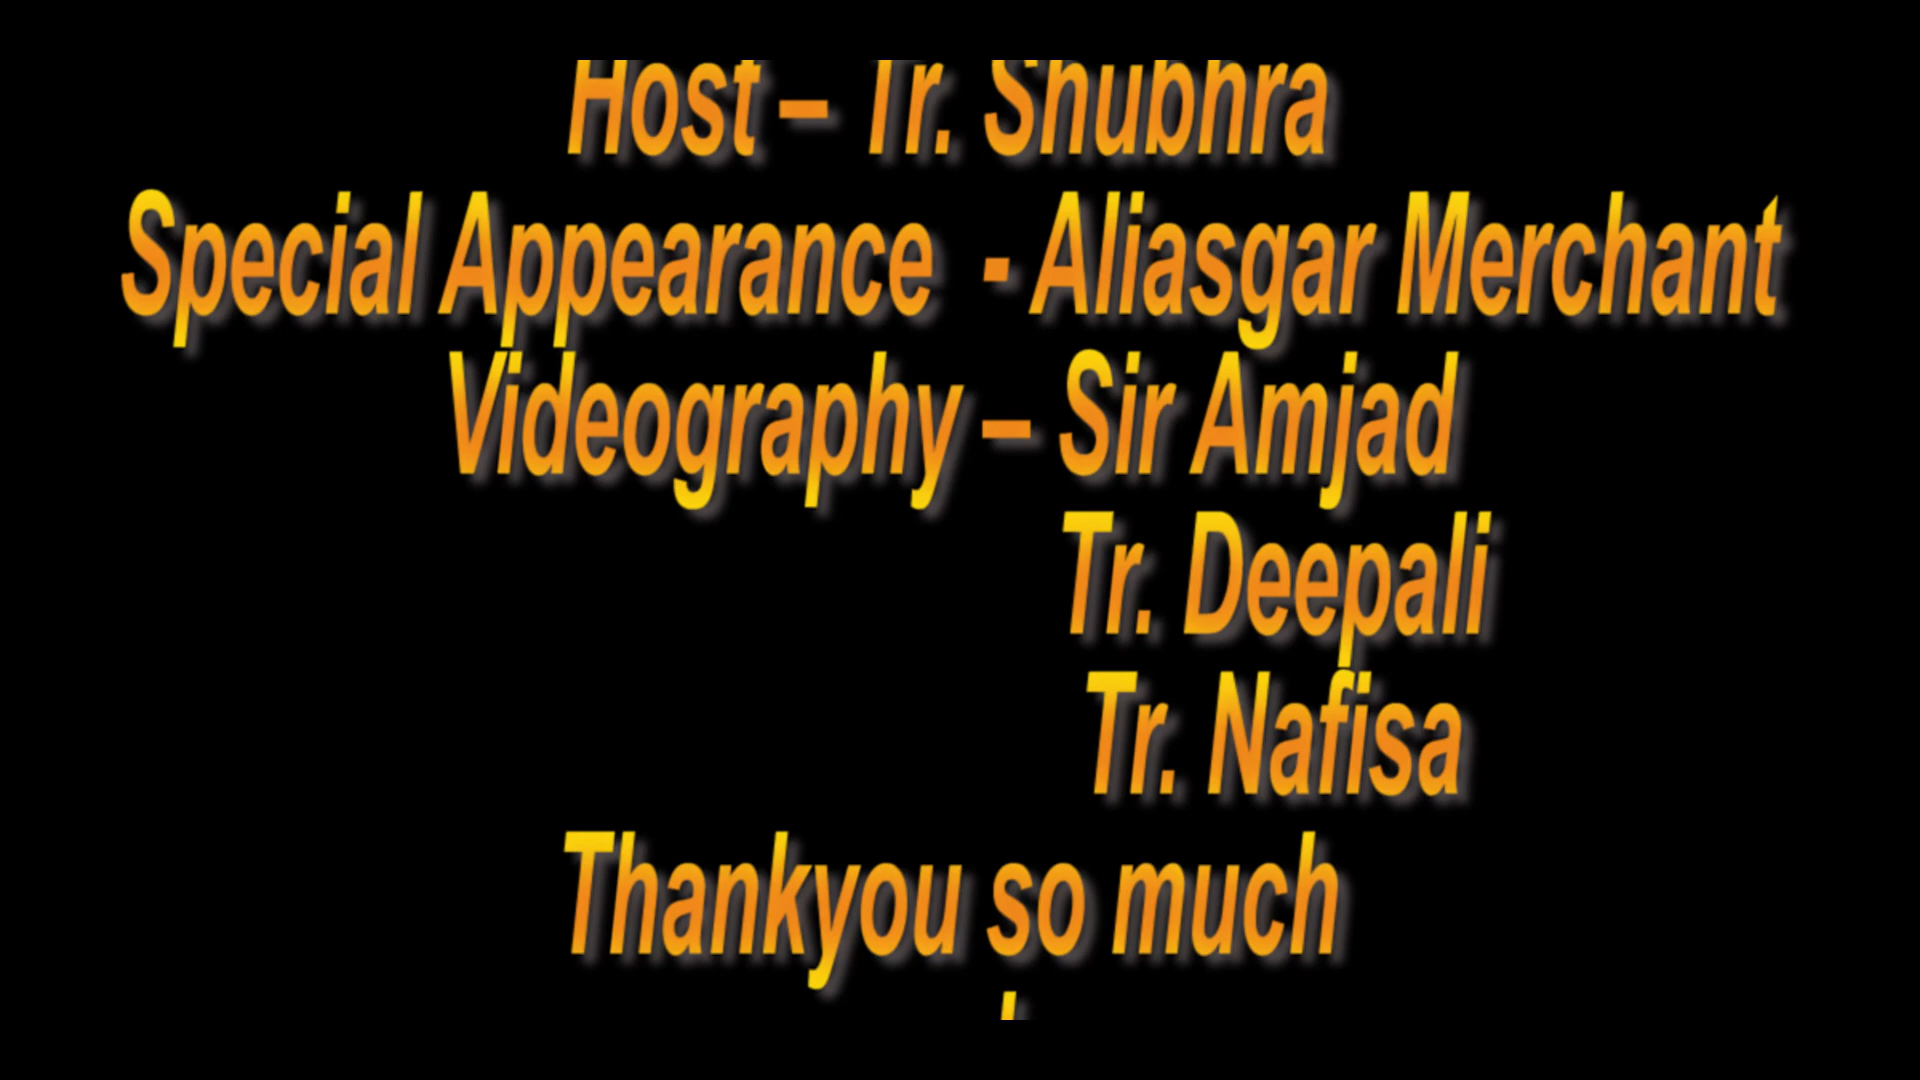 Host – Tr. Shubhra
Special Appearance - Aliasgar Merchant
Videography – Sir Amjad
Tr. Deepali
Tr. Nafisa
Thankyou so much